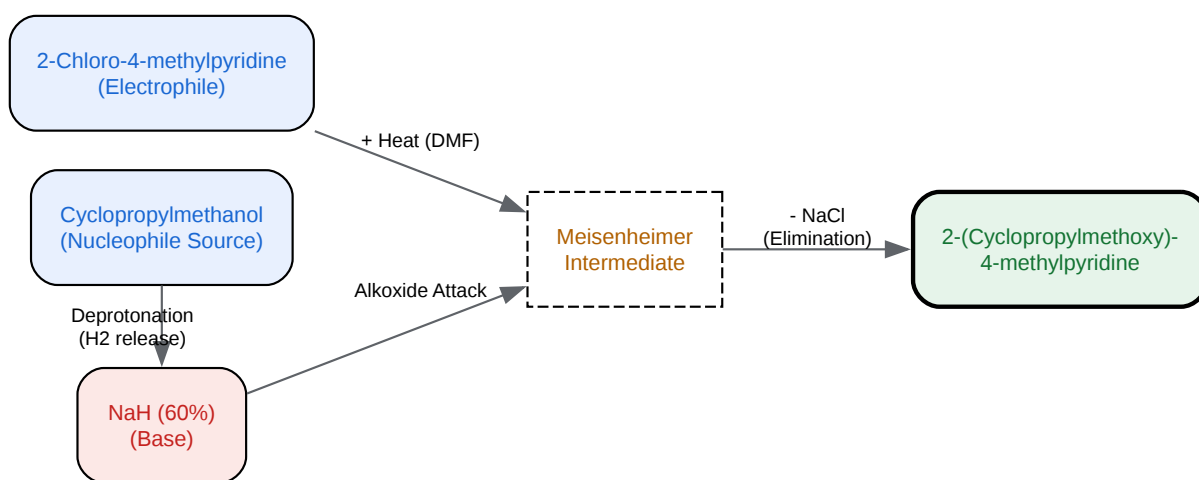 2-Chloro-4-methylpyridine
(Electrophile)
+ Heat (DMF)
Cyclopropylmethanol
(Nucleophile Source)
Deprotonation
(H2 release)
NaH (60%)
(Base)
Alkoxide Attack
Meisenheimer
Intermediate
- NaCl
(Elimination)
2-(Cyclopropylmethoxy)-
4-methylpyridine